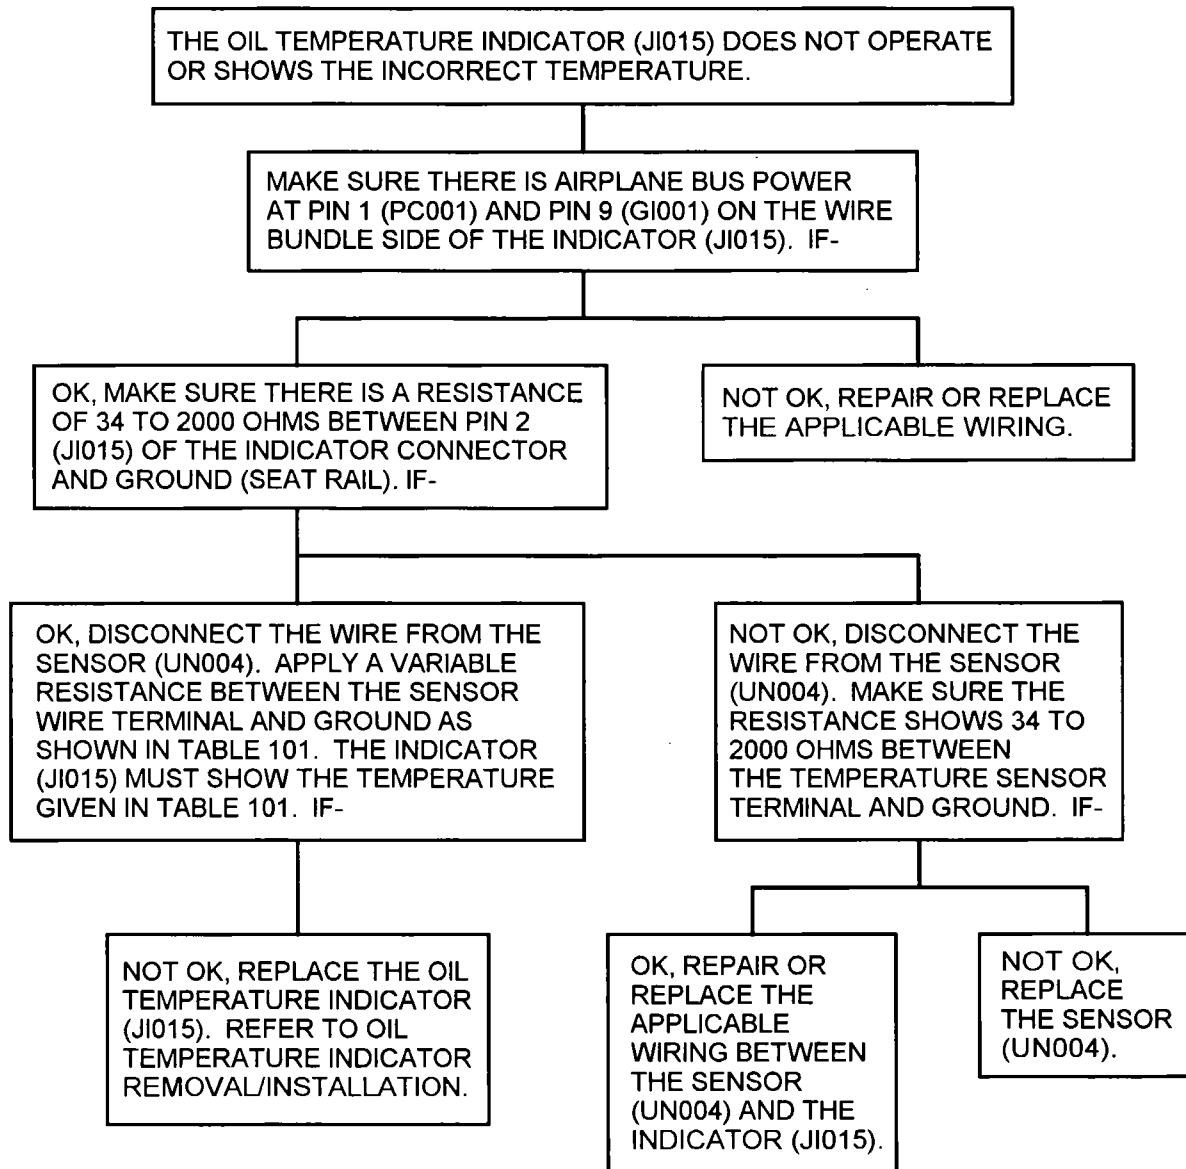 THE OIL TEMPERATURE INDICATOR (JI015) DOES NOT OPERATE
OR SHOWS THE INCORRECT TEMPERATURE.
MAKE SURE THERE IS AIRPLANE BUS POWER
AT PIN 1 (PC001) AND PIN 9 (GI001) ON THE WIRE
BUNDLE SIDE OF THE INDICATOR (JI015). IF-
OK, MAKE SURE THERE IS A RESISTANCE
OF 34 TO 2000 OHMS BETWEEN PIN 2
(JI015) OF THE INDICATOR CONNECTOR
AND GROUND (SEAT RAIL). IF-
NOT OK, REPAIR OR REPLACE
THE APPLICABLE WIRING.
OK, DISCONNECT THE WIRE FROM THE
SENSOR (UN004). APPLY A VARIABLE
RESISTANCE BETWEEN THE SENSOR
WIRE TERMINAL AND GROUND AS
SHOWN IN TABLE 101. THE INDICATOR
(JI015) MUST SHOW THE TEMPERATURE
GIVEN IN TABLE 101. IF-
NOT OK, DISCONNECT THE
WIRE FROM THE SENSOR
(UN004). MAKE SURE THE
RESISTANCE SHOWS 34 TO
2000 OHMS BETWEEN
THE TEMPERATURE SENSOR
TERMINAL AND GROUND. IF-
NOT OK, REPLACE THE OIL
TEMPERATURE INDICATOR
(JI015). REFER TO OIL
TEMPERATURE INDICATOR
REMOVAL/INSTALLATION.
OK, REPAIR OR
REPLACE THE
APPLICABLE
WIRING BETWEEN
THE SENSOR
(UN004) AND THE
INDICATOR (JI015).
NOT OK,
REPLACE
THE SENSOR
(UN004).